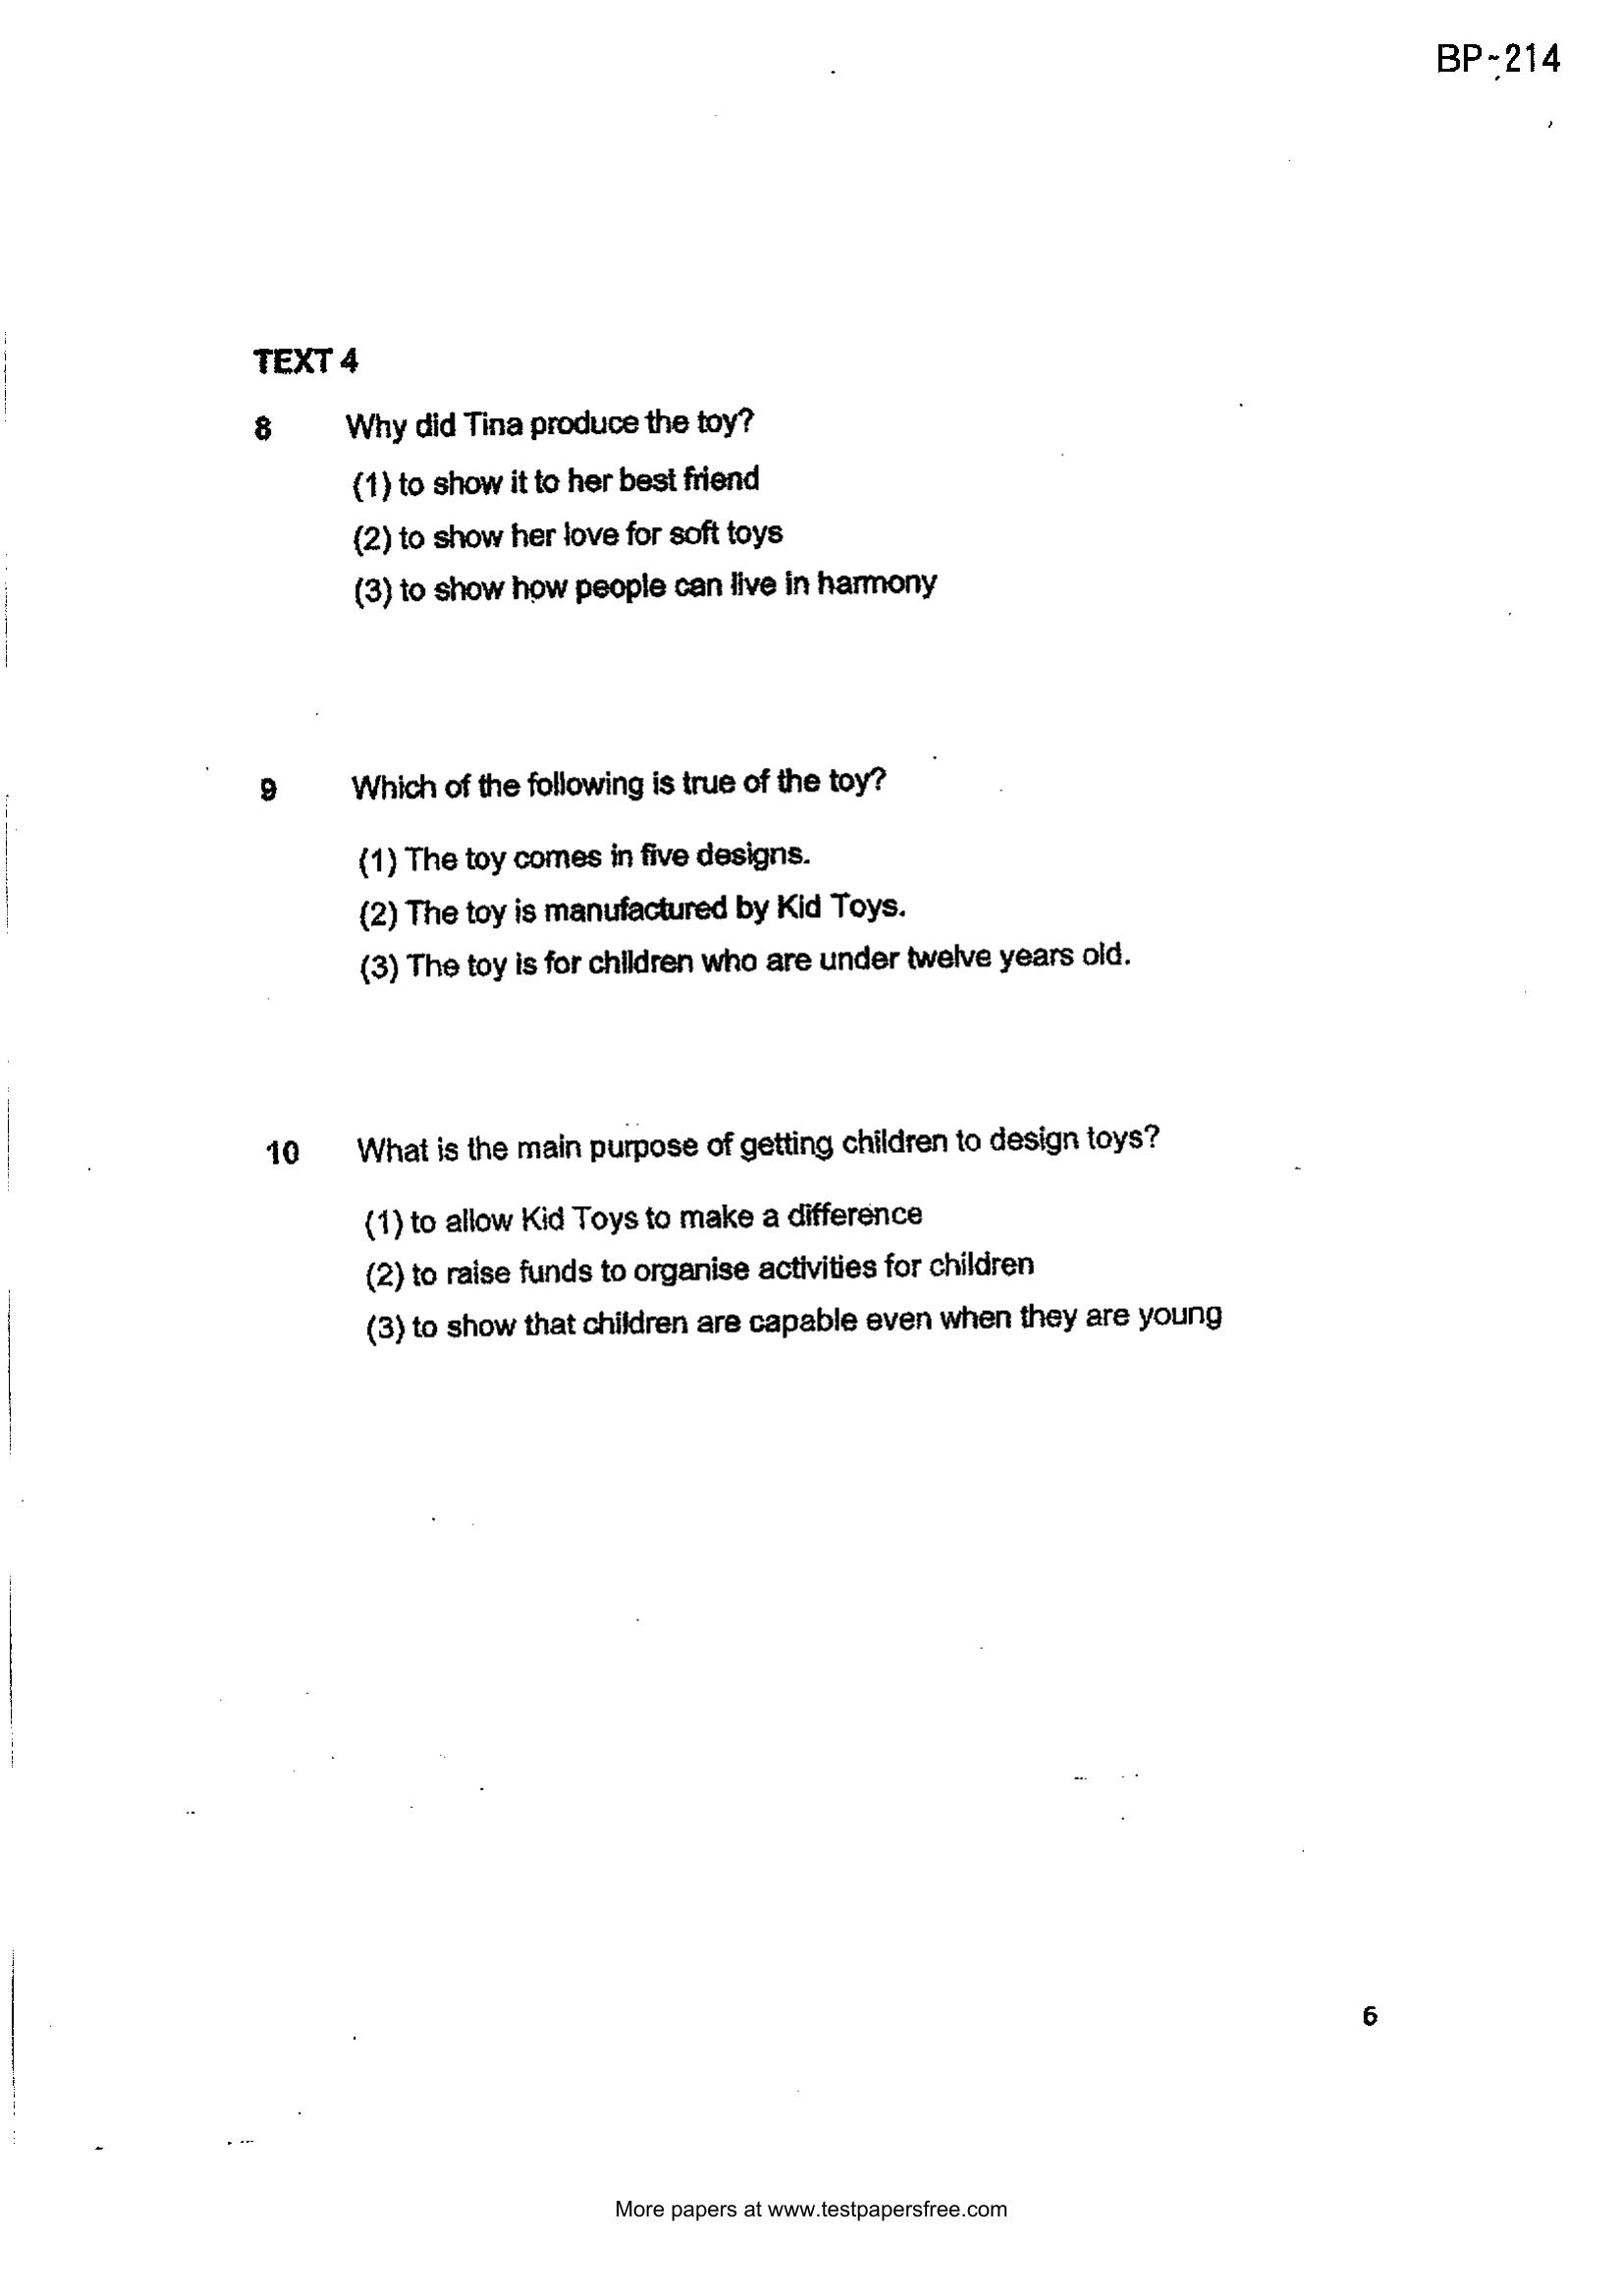 BP-214
TEXT 4
8 Why did Tina produce the toy?
(1) to show it to her best friend
(2) to show her love for soft toys
(3) to show how people can live in harmony
9 Which of the following is true of the toy?
(1) The toy comes in five designs.
(2) The toy is manufactured by Kid Toys.
(3) The toy is for children who are under twelve years old.
10 What is the main purpose of getting children to design toys?
(1) to allow Kid Toys to make a difference
(2) to raise funds to organise activities for children
(3) to show that children are capable even when they are young
6
More papers at www.testpapersfree.com